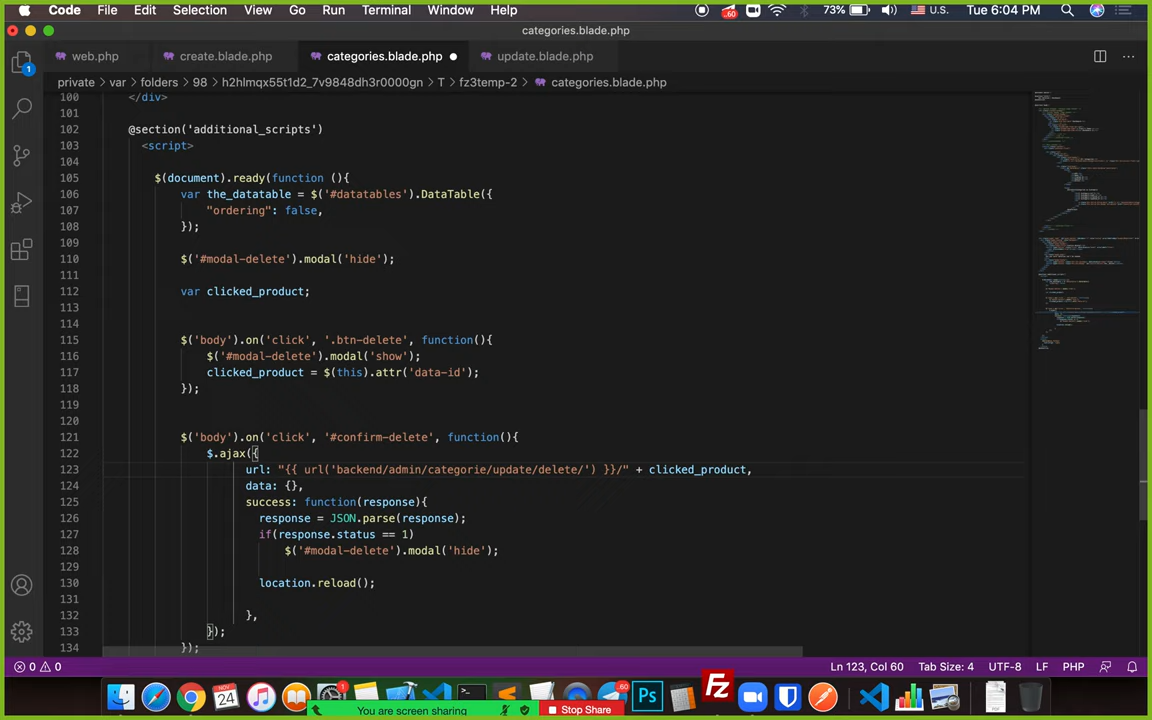 Code File Edit Selection View Go Run Terminal Window Help 73% U.S. Tue 6:04 PM
categories.blade.php
web.php create.blade.php categories.blade.php update.blade.php
private > var > folders > 98 > h2hlmqx55t1d2_7v9848dh3r0000gn > T > fz3temp-2 > categories.blade.php
100 </div>
101
102 @section('additional_scripts')
103 <script>
104
105 $(document).ready(function (){
106 var the_datatable = $('#datatables').DataTable({
107 "ordering": false,
108 });
109
110 $('#modal-delete').modal('hide');
111
112 var clicked_product;
113
114
115 $('body').on('click', '.btn-delete', function(){
116 $('#modal-delete').modal('show');
117 clicked_product = $(this).attr('data-id');
118 });
119
120
121 $('body').on('click', '#confirm-delete', function(){
122 $.ajax({
123 url: "{{ url('backend/admin/categorie/update/delete/') }}/" + clicked_product,
124 data: {},
125 success: function(response){
126 response = JSON.parse(response);
127 if(response.status == 1)
128 $('#modal-delete').modal('hide');
129
130 location.reload();
131
132 },
133 });
134 });
0 0 Ln 123, Col 60 Tab Size: 4 UTF-8 LF PHP
You are screen sharing Stop Share